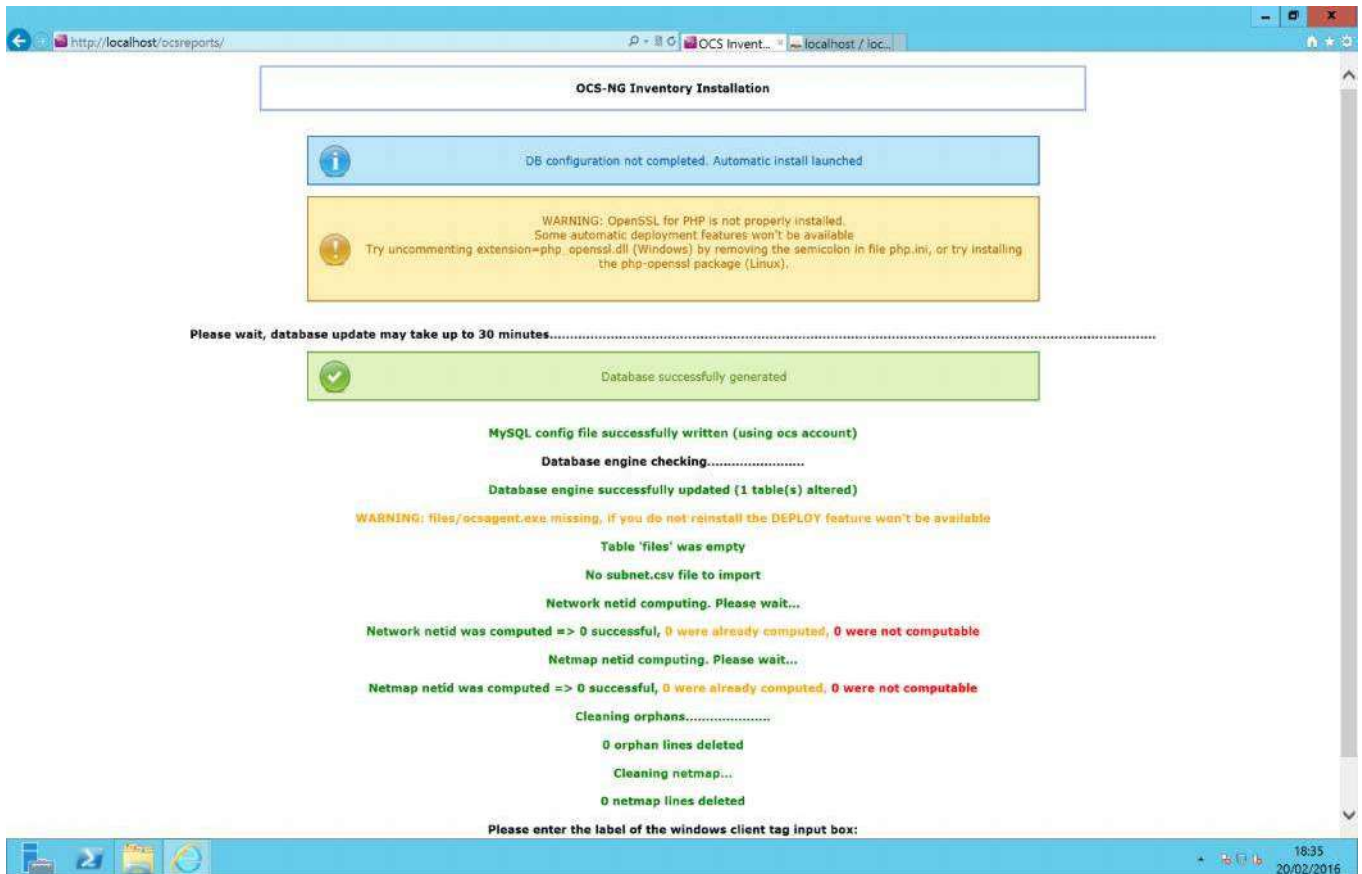 http://localhost/ocsreports/
OCS Invent...
localhost / loc...
OCS-NG Inventory Installation
DB configuration not completed. Automatic install launched
WARNING: OpenSSL for PHP is not properly installed.
Some automatic deployment features won't be available
Try uncommenting extension=php_openssl.dll (Windows) by removing the semicolon in file php.ini, or try installing
the php-openssl package (Linux).
Please wait, database update may take up to 30 minutes..........................................................................................................................................................
Database successfully generated
MySQL config file successfully written (using ocs account)
Database engine checking........................
Database engine successfully updated (1 table(s) altered)
WARNING: files/ocsagent.exe missing, if you do not reinstall the DEPLOY feature won't be available
Table 'files' was empty
No subnet.csv file to import
Network netid computing. Please wait...
Network netid was computed => 0 successful, 0 were already computed, 0 were not computable
Netmap netid computing. Please wait...
Netmap netid was computed => 0 successful, 0 were already computed, 0 were not computable
Cleaning orphans.....................
0 orphan lines deleted
Cleaning netmap...
0 netmap lines deleted
Please enter the label of the windows client tag input box:
18:35
20/02/2016